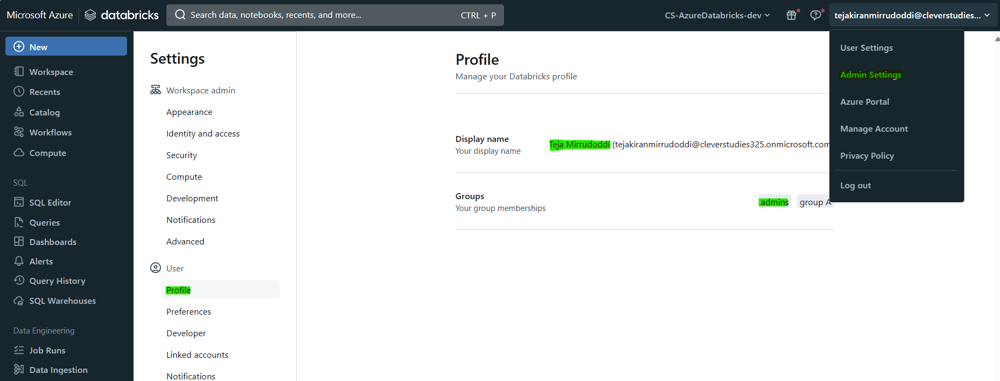 Microsoft Azure databricks Search data, notebooks, recents, and more... CTRL + P CS-AzureDatabricks-dev tejakiranmirrudoddi@cleverstudies...
New
Workspace
Recents
Catalog
Workflows
Compute
SQL
SQL Editor
Queries
Dashboards
Alerts
Query History
SQL Warehouses
Data Engineering
Job Runs
Data Ingestion
Settings
Workspace admin
Appearance
Identity and access
Security
Compute
Development
Notifications
Advanced
User
Profile
Preferences
Developer
Linked accounts
Notifications
Profile
Manage your Databricks profile
Display name
Your display name
Teja Mirrudoddi (tejakiranmirrudoddi@cleverstudies325.onmicrosoft.com
Groups
Your group memberships
admins group A
User Settings
Admin Settings
Azure Portal
Manage Account
Privacy Policy
Log out